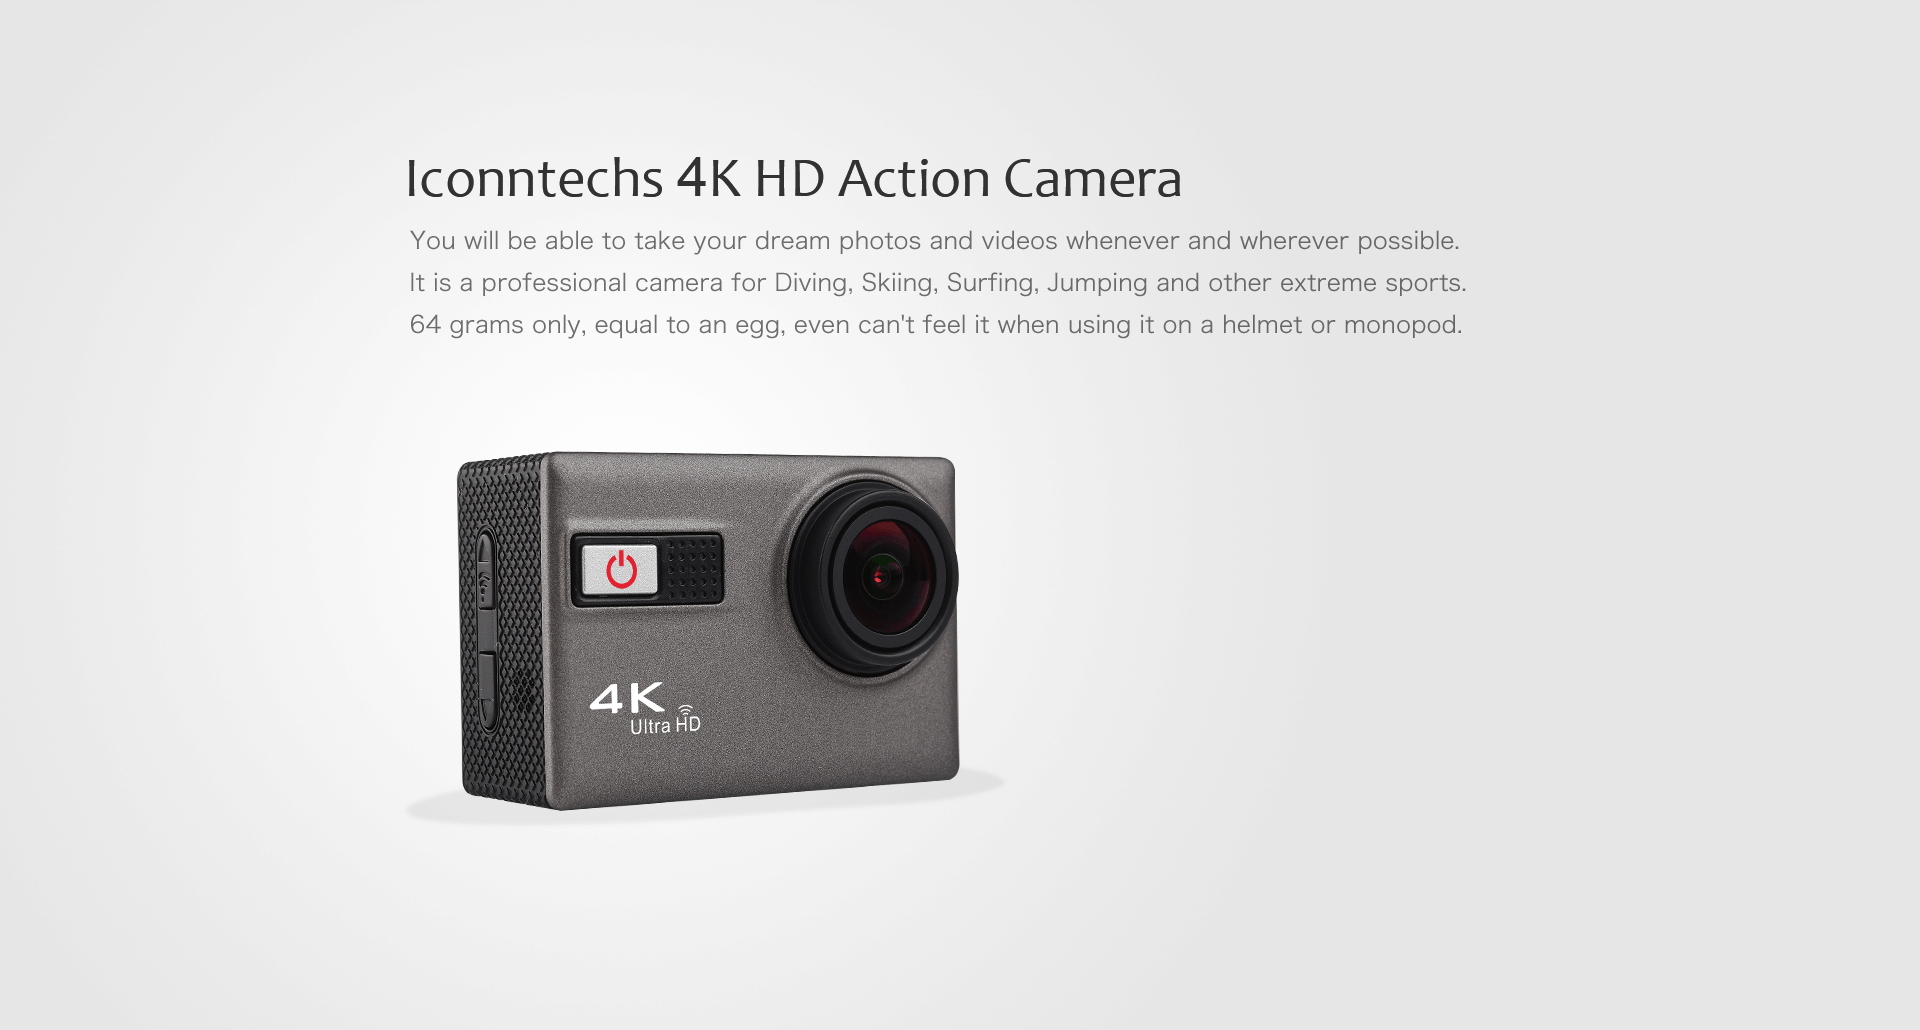 Iconntechs 4K HD Action Camera
You will be able to take your dream photos and videos whenever and wherever possible.
It is a professional camera for Diving, Skiing, Surfing, Jumping and other extreme sports.
64 grams only, equal to an egg, even can't feel it when using it on a helmet or monopod.
4K
Ultra HD